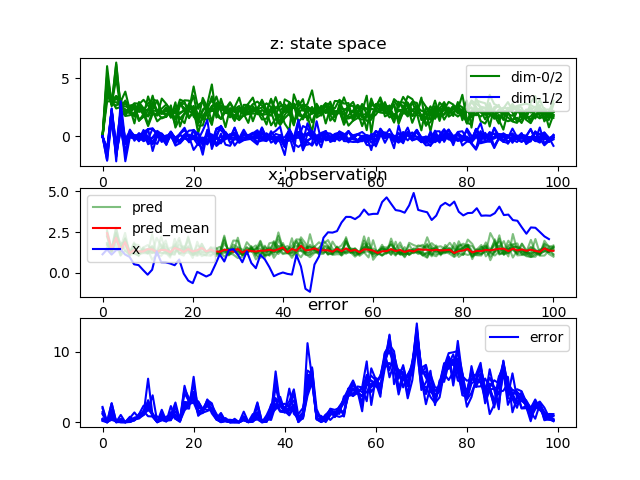 z: state space
5
0
dim-0/2
dim-1/2
0 20 40 60 80 100
x: observation
5.0
2.5
0.0
pred
pred_mean
x
0 20 40 60 80 100
error
10
0
error
0 20 40 60 80 100